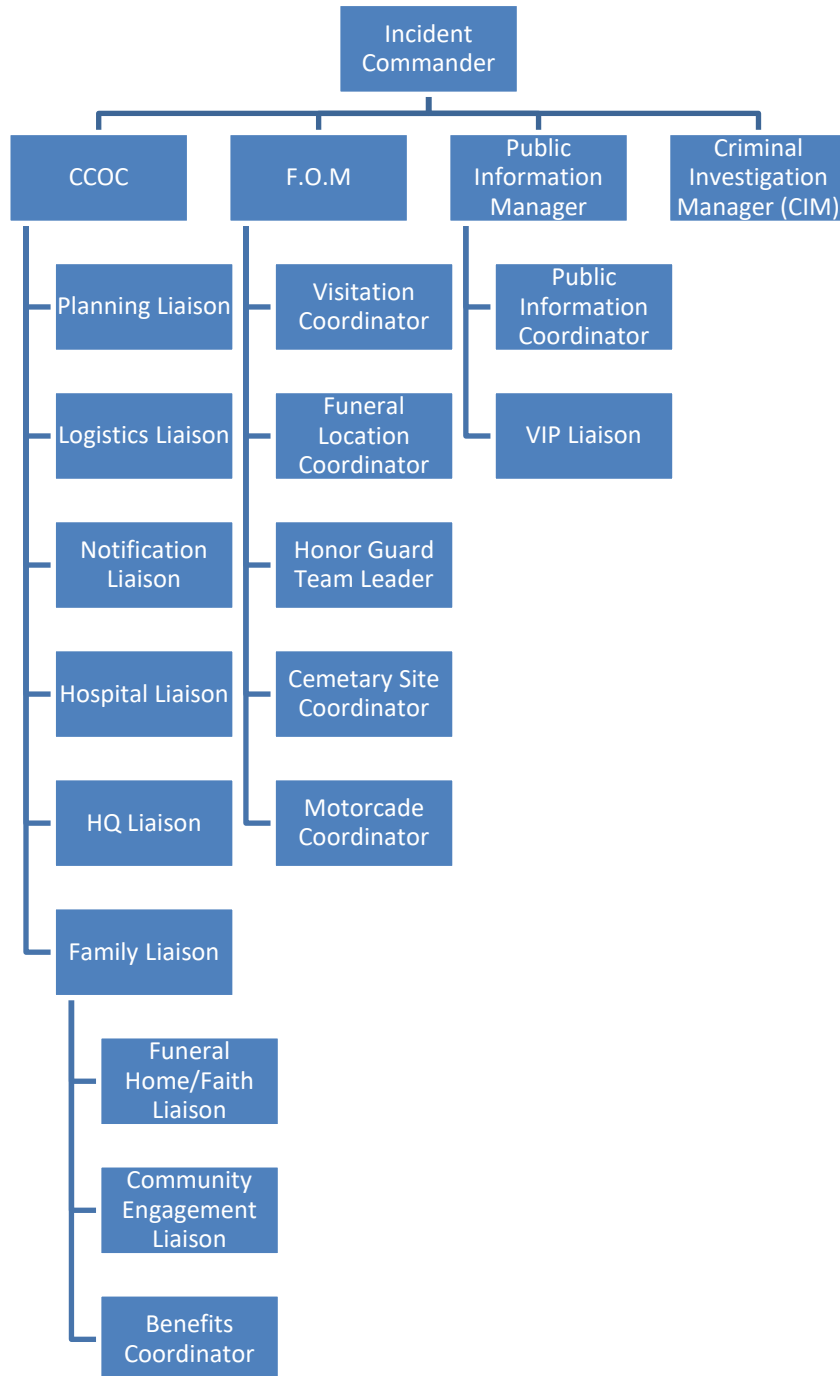 Incident
Commander
CCOC
F.O.M
Public
Information
Manager
Criminal
Investigation
Manager (CIM)
Planning Liaison
Logistics Liaison
Notification
Liaison
Hospital Liaison
HQ Liaison
Family Liaison
Funeral
Home/Faith
Liaison
Community
Engagement
Liaison
Benefits
Coordinator
Visitation
Coordinator
Funeral
Location
Coordinator
Honor Guard
Team Leader
Cemetary Site
Coordinator
Motorcade
Coordinator
Public
Information
Coordinator
VIP Liaison